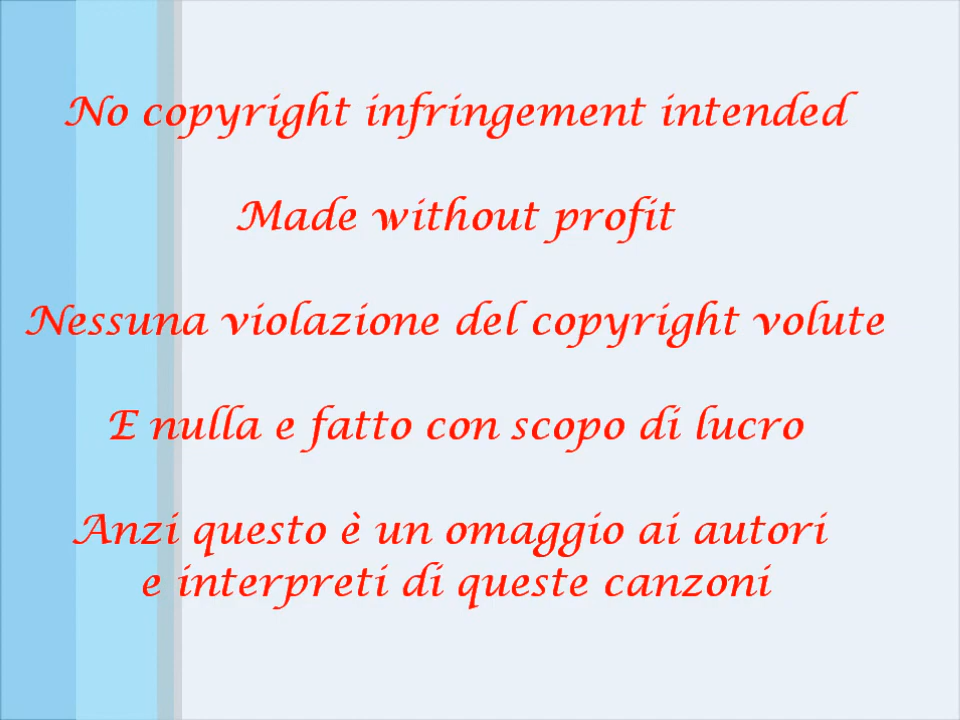 No copyright infringement intended
Made without profit
Nessuna violazione del copyright volute
E nulla e fatto con scopo di lucro
Anzi questo è un omaggio ai autori
e interpreti di queste canzoni